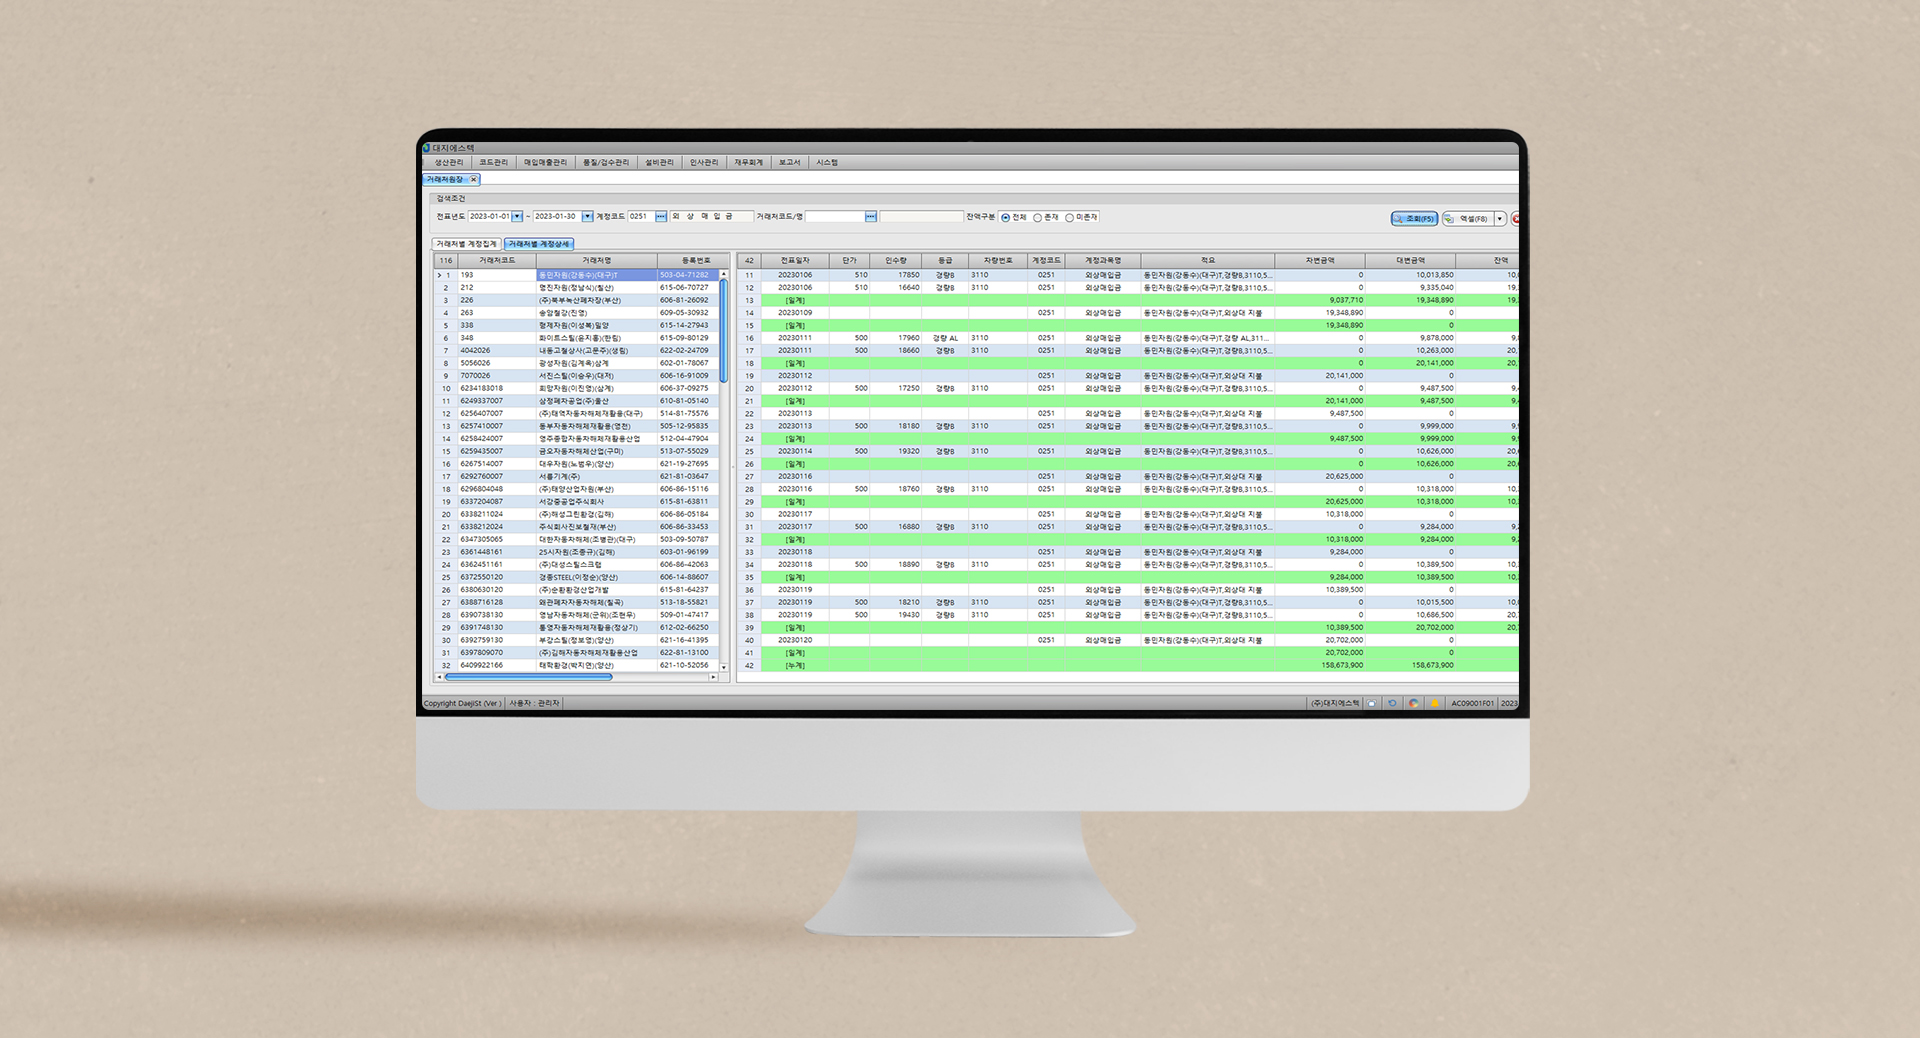 대지에스텍
생산관리 코드관리 매입매출관리 품질/검수관리 설비관리 인사관리 재무회계 보고서 시스템
거래처원장
검색조건
전표년도 2023-01-01 ~ 2023-01-30 계정코드 0251 외 상 매 입 금 거래처코드/명 잔액구분 전체 존재 미존재 조회(F5) 엑셀(F8)
거래처별 계정집계 거래처별 계정상세
116 거래처코드 거래처명 등록번호
1 193 동민자원(강동수)(대구)T 503-04-71282
2 212 명진자원(정남식)(칠산) 615-06-70727
3 226 (주)북부녹산폐차장(부산) 606-81-26092
4 263 송암철강(진영) 609-05-30932
5 338 형제자원(이성복)밀양 615-14-27943
6 348 화이트스틸(윤지홍)(한림) 615-09-80129
7 4042026 내동고철상사(고문주)(생림) 622-02-24709
8 5056026 광성자원(김계옥)삼계 602-01-78067
9 7070026 서진스틸(이승우)(대저) 606-16-91009
10 6234183018 희망자원(이진영)(삼계) 606-37-09275
11 6249337007 삼정폐차공업(주)울산 610-81-05140
12 6256407007 (주)태역자동차해체재활용(대구) 514-81-75576
13 6257410007 동부자동차해체재활용(영천) 505-12-95835
14 6258424007 영주종합자동차해체재활용산업 512-04-47904
15 6259435007 금오자동차해체산업(구미) 513-07-55029
16 6267514007 대우자원(노범우)(양산) 621-19-27695
17 6292760007 서흥기계(주) 621-81-03647
18 6296804048 (주)태양산업자원(부산) 606-86-15116
19 6337204087 서강중공업주식회사 615-81-63811
20 6338211024 (주)해성그린환경(김해) 606-86-05184
21 6338212024 주식회사진보철재(부산) 606-86-33453
22 6347305065 대한자동차해체(조병관)(대구) 503-09-50787
23 6361448161 25시자원(조종규)(김해) 603-01-96199
24 6362451161 (주)대성스틸스크랩 606-86-42063
25 6372550120 경종STEEL(이정순)(양산) 606-14-88607
26 6380630120 (주)순환환경산업개발 615-81-64237
27 6388716128 왜관폐차자동차해체(칠곡) 513-18-55821
28 6390738130 영남자동차해체(군위)(조현우) 509-01-47417
29 6391748130 통영자동차해체재활용(정상기) 612-02-66250
30 6392759130 부강스틸(정보영)(양산) 621-16-41395
31 6397809070 (주)김해자동차해체재활용산업 622-81-13100
32 6409922166 태학환경(박지연)(양산) 621-10-52056
42 전표일자 단가 인수량 등급 차량번호 계정코드 계정과목명 적요 차변금액 대변금액 잔액
11 20230106 510 17850 경량B 3110 0251 외상매입금 동민자원(강동수)(대구)T,경량B,3110,5... 0 10,013,850 10,0
12 20230106 510 16640 경량B 3110 0251 외상매입금 동민자원(강동수)(대구)T,경량B,3110,5... 0 9,335,040 19,3
13 [일계] 9,037,710 19,348,890 19,3
14 20230109 0251 외상매입금 동민자원(강동수)(대구)T,외상대 지불 19,348,890 0
15 [일계] 19,348,890 0
16 20230111 500 17960 경량 AL 3110 0251 외상매입금 동민자원(강동수)(대구)T,경량 AL,311... 0 9,878,000 9,8
17 20230111 500 18660 경량B 3110 0251 외상매입금 동민자원(강동수)(대구)T,경량B,3110,5... 0 10,263,000 20,1
18 [일계] 0 20,141,000 20,1
19 20230112 0251 외상매입금 동민자원(강동수)(대구)T,외상대 지불 20,141,000 0
20 20230112 500 17250 경량B 3110 0251 외상매입금 동민자원(강동수)(대구)T,경량B,3110,5... 0 9,487,500 9,4
21 [일계] 20,141,000 9,487,500 9,4
22 20230113 0251 외상매입금 동민자원(강동수)(대구)T,외상대 지불 9,487,500 0
23 20230113 500 18180 경량B 3110 0251 외상매입금 동민자원(강동수)(대구)T,경량B,3110,5... 0 9,999,000 9,9
24 [일계] 9,487,500 9,999,000 9,9
25 20230114 500 19320 경량B 3110 0251 외상매입금 동민자원(강동수)(대구)T,경량B,3110,5... 0 10,626,000 20,6
26 [일계] 0 10,626,000 20,6
27 20230116 0251 외상매입금 동민자원(강동수)(대구)T,외상대 지불 20,625,000 0
28 20230116 500 18760 경량B 3110 0251 외상매입금 동민자원(강동수)(대구)T,경량B,3110,5... 0 10,318,000 10,3
29 [일계] 20,625,000 10,318,000 10,3
30 20230117 0251 외상매입금 동민자원(강동수)(대구)T,외상대 지불 10,318,000 0
31 20230117 500 16880 경량B 3110 0251 외상매입금 동민자원(강동수)(대구)T,경량B,3110,5... 0 9,284,000 9,2
32 [일계] 10,318,000 9,284,000 9,2
33 20230118 0251 외상매입금 동민자원(강동수)(대구)T,외상대 지불 9,284,000 0
34 20230118 500 18890 경량B 3110 0251 외상매입금 동민자원(강동수)(대구)T,경량B,3110,5... 0 10,389,500 10,3
35 [일계] 9,284,000 10,389,500 10,3
36 20230119 0251 외상매입금 동민자원(강동수)(대구)T,외상대 지불 10,389,500 0
37 20230119 500 18210 경량B 3110 0251 외상매입금 동민자원(강동수)(대구)T,경량B,3110,5... 0 10,015,500 10,0
38 20230119 500 19430 경량B 3110 0251 외상매입금 동민자원(강동수)(대구)T,경량B,3110,5... 0 10,686,500 20,7
39 [일계] 10,389,500 20,702,000 20,7
40 20230120 0251 외상매입금 동민자원(강동수)(대구)T,외상대 지불 20,702,000 0
41 [일계] 20,702,000 0
42 [누계] 158,673,900 158,673,900
Copyright DaejiSt (Ver ) 사용자 : 관리자 (주)대지에스텍 AC09001F01 2023